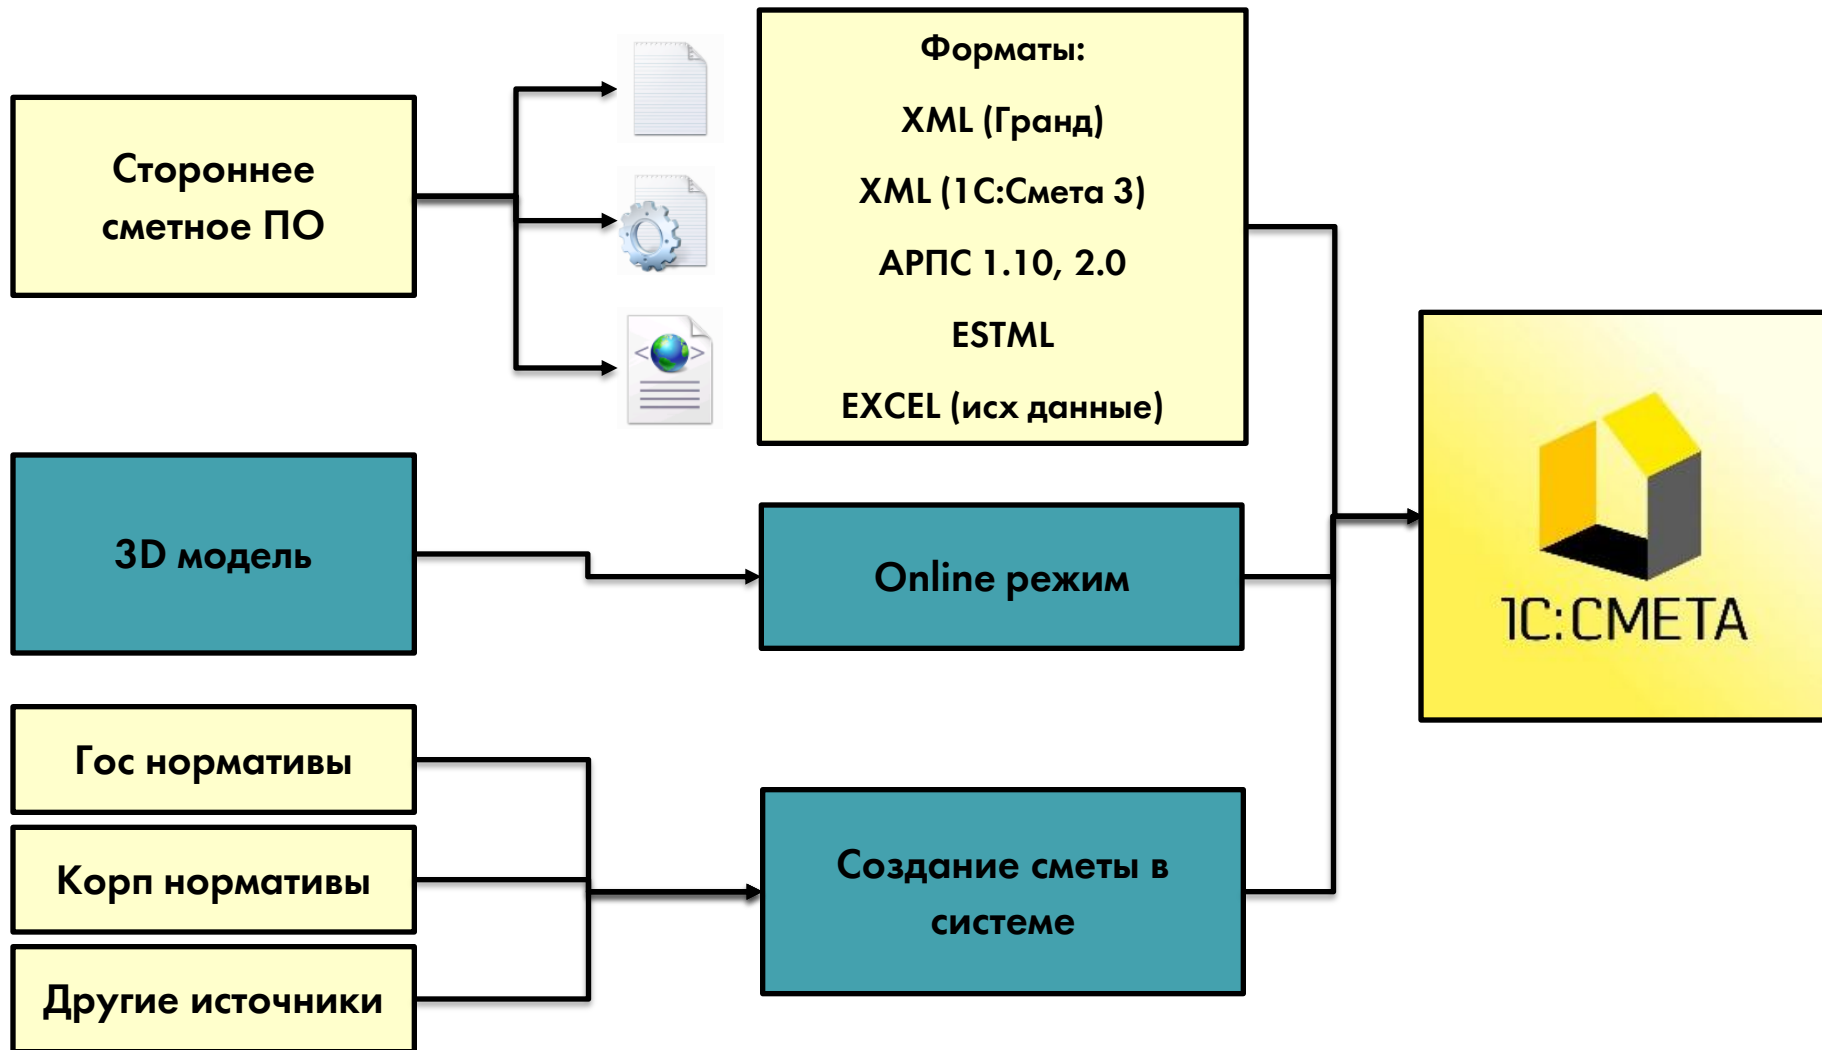 Стороннее
сметное ПО
Форматы:
XML (Гранд)
XML (1С:Смета 3)
АРПС 1.10, 2.0
ESTML
EXCEL (исх данные)
3D модель
Online режим
1С:СМЕТА
Гос нормативы
Корп нормативы
Другие источники
Создание сметы в
системе